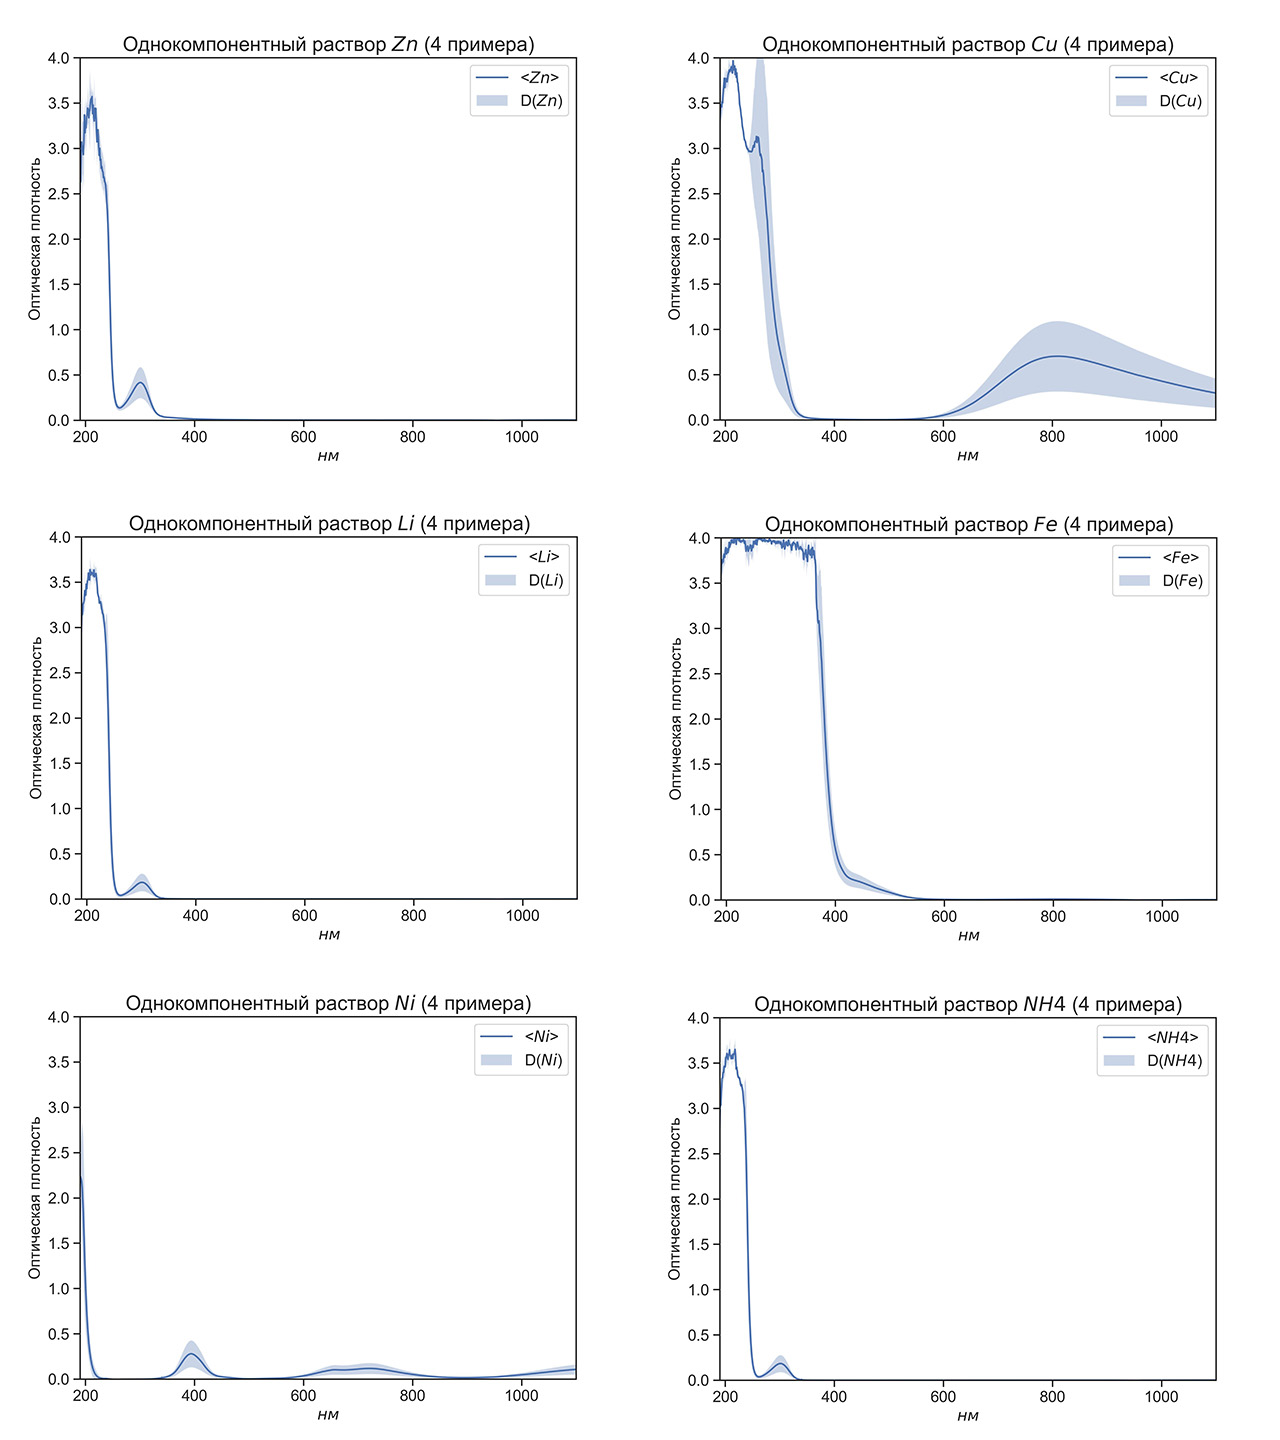 Однокомпонентный раствор Zn (4 примера)
Оптическая плотность
4.0
3.5
3.0
2.5
2.0
1.5
1.0
0.5
0.0
<Zn>
D(Zn)
200 400 600 800 1000
нм
Однокомпонентный раствор Cu (4 примера)
Оптическая плотность
4.0
3.5
3.0
2.5
2.0
1.5
1.0
0.5
0.0
<Cu>
D(Cu)
200 400 600 800 1000
нм
Однокомпонентный раствор Li (4 примера)
Оптическая плотность
4.0
3.5
3.0
2.5
2.0
1.5
1.0
0.5
0.0
<Li>
D(Li)
200 400 600 800 1000
нм
Однокомпонентный раствор Fe (4 примера)
Оптическая плотность
4.0
3.5
3.0
2.5
2.0
1.5
1.0
0.5
0.0
<Fe>
D(Fe)
200 400 600 800 1000
нм
Однокомпонентный раствор Ni (4 примера)
Оптическая плотность
4.0
3.5
3.0
2.5
2.0
1.5
1.0
0.5
0.0
<Ni>
D(Ni)
200 400 600 800 1000
нм
Однокомпонентный раствор NH4 (4 примера)
Оптическая плотность
4.0
3.5
3.0
2.5
2.0
1.5
1.0
0.5
0.0
<NH4>
D(NH4)
200 400 600 800 1000
нм